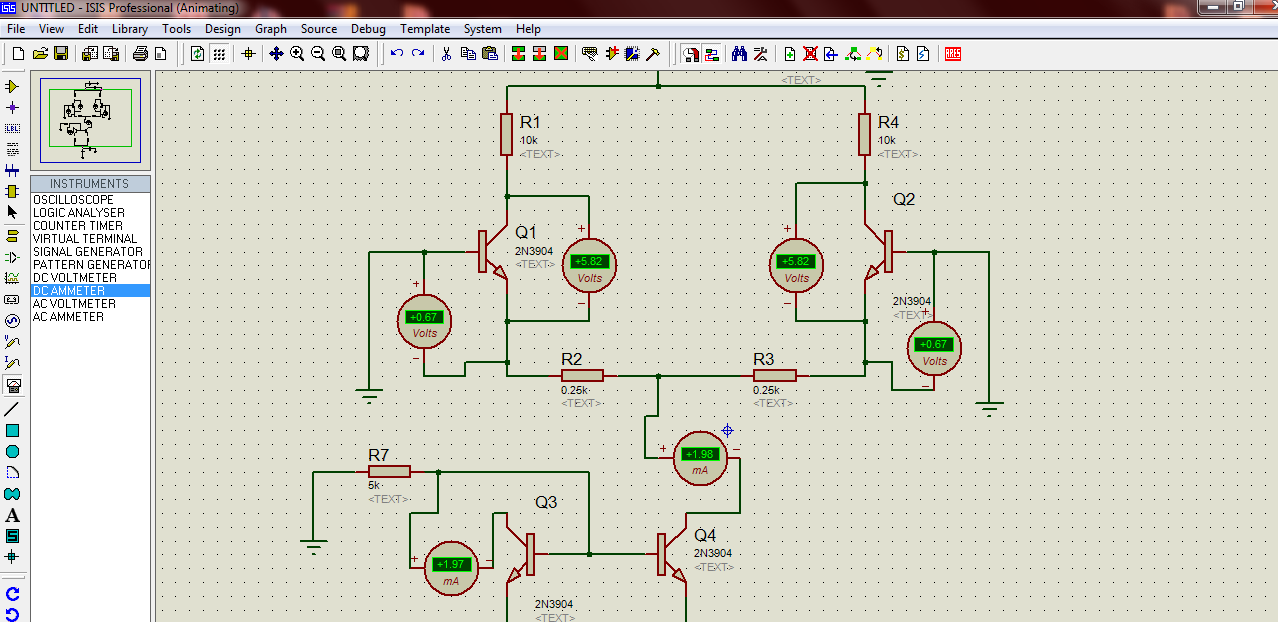 UNTITLED - ISIS Professional (Animating)
File View Edit Library Tools Design Graph Source Debug Template System Help
INSTRUMENTS
OSCILLOSCOPE
LOGIC ANALYSER
COUNTER TIMER
VIRTUAL TERMINAL
SIGNAL GENERATOR
PATTERN GENERATOR
DC VOLTMETER
DC AMMETER
AC VOLTMETER
AC AMMETER
<TEXT>
R1
10k
<TEXT>
R4
10k
<TEXT>
Q1
2N3904
<TEXT>
+5.82
Volts
+5.82
Volts
Q2
2N3904
<TEXT>
+0.67
Volts
+0.67
Volts
R2
0.25k
<TEXT>
R3
0.25k
<TEXT>
+1.98
mA
R7
5k
<TEXT>
Q3
2N3904
<TEXT>
+1.97
mA
Q4
2N3904
<TEXT>